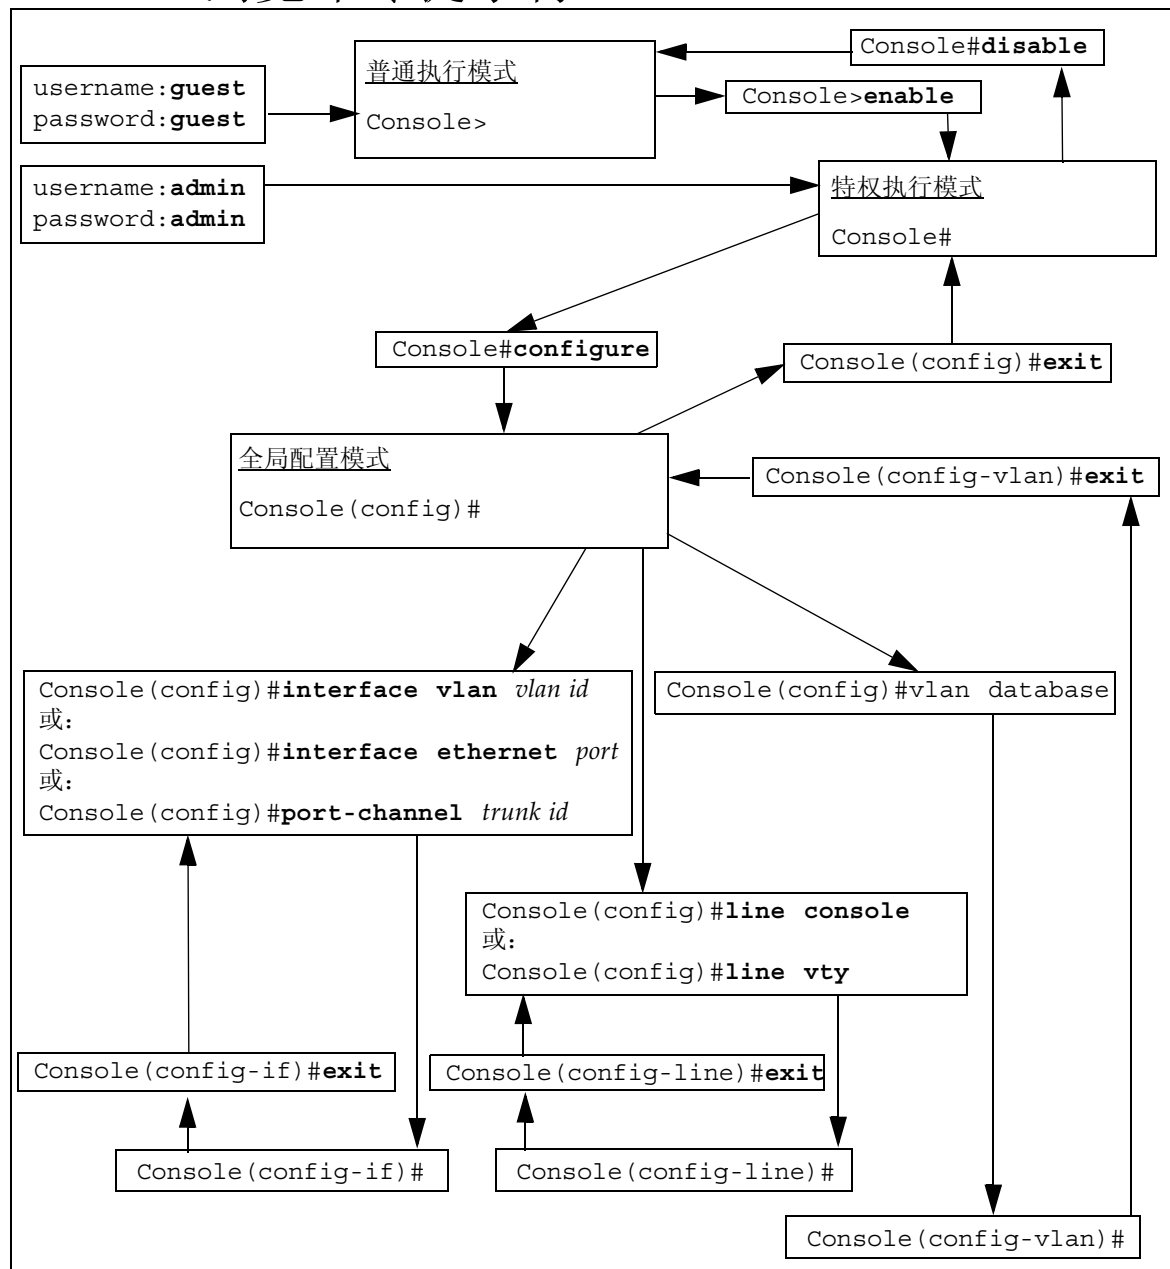 Console#disable
普通执行模式
username:guest
password:guest
Console>enable
Console>
username:admin
password:admin
特权执行模式
Console#
Console#configure
Console(config)#exit
全局配置模式
Console(config-vlan)#exit
Console(config)#
Console(config)#interface vlan vlan id
或:
Console(config)#interface ethernet port
或:
Console(config)#port-channel trunk id
Console(config)#vlan database
Console(config)#line console
或:
Console(config)#line vty
Console(config-if)#exit
Console(config-line)#exit
Console(config-if)#
Console(config-line)#
Console(config-vlan)#